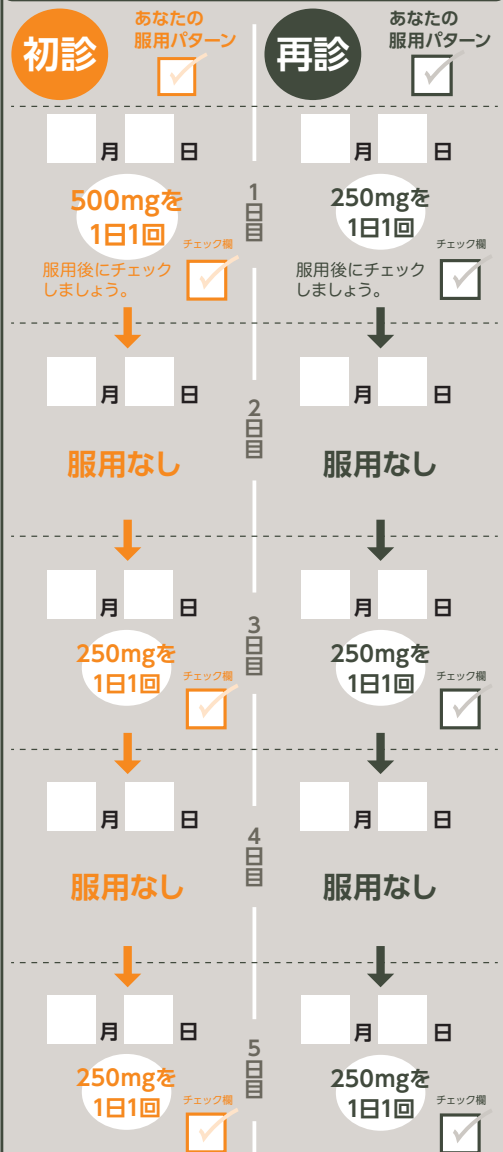 初診
あなたの
服用パターン
再診
あなたの
服用パターン
月 日
500mgを
1日1回
チェック欄
服用後にチェック
しましょう。
1日目
月 日
250mgを
1日1回
チェック欄
服用後にチェック
しましょう。
月 日
服用なし
2日目
月 日
服用なし
月 日
250mgを
1日1回
チェック欄
3日目
月 日
250mgを
1日1回
チェック欄
月 日
服用なし
4日目
月 日
服用なし
月 日
250mgを
1日1回
チェック欄
5日目
月 日
250mgを
1日1回
チェック欄